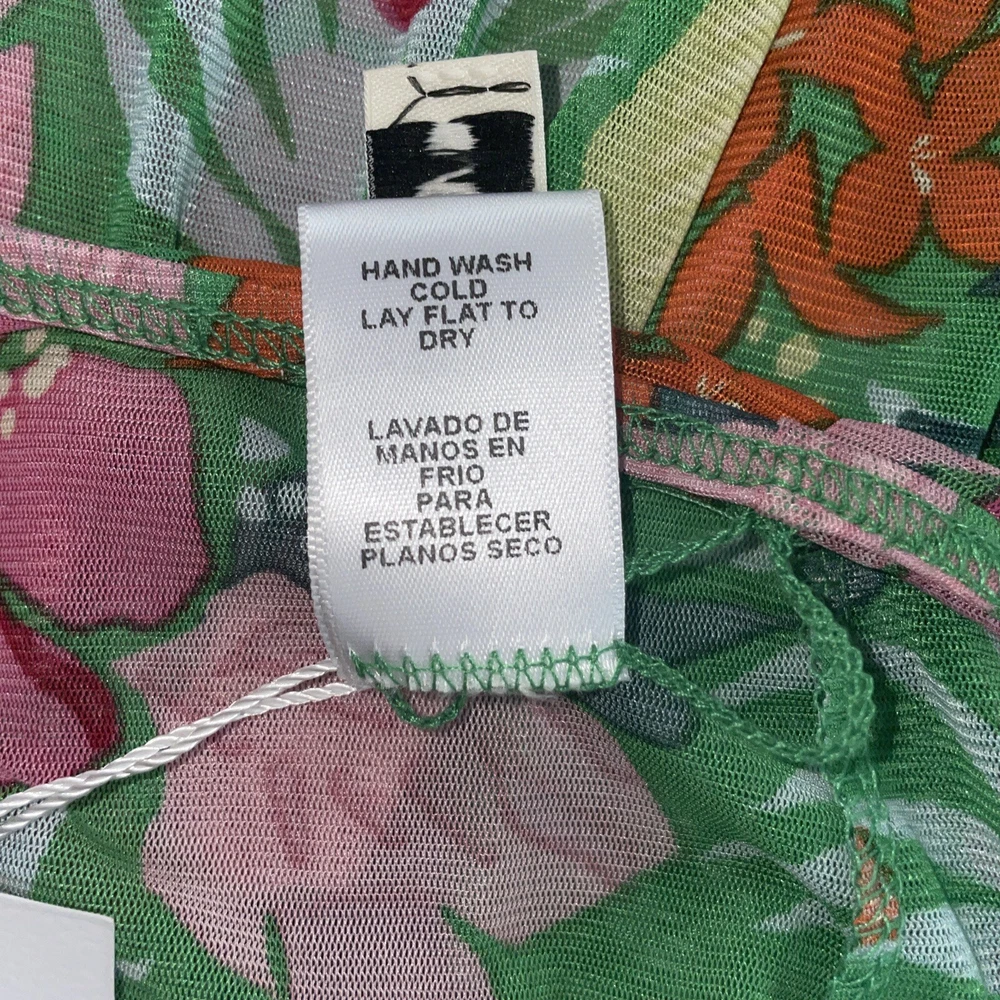 HAND WASH
COLD
LAY FLAT TO
DRY
LAVADO DE
MANOS EN
FRIO
PARA
ESTABLECER
PLANOS SECO